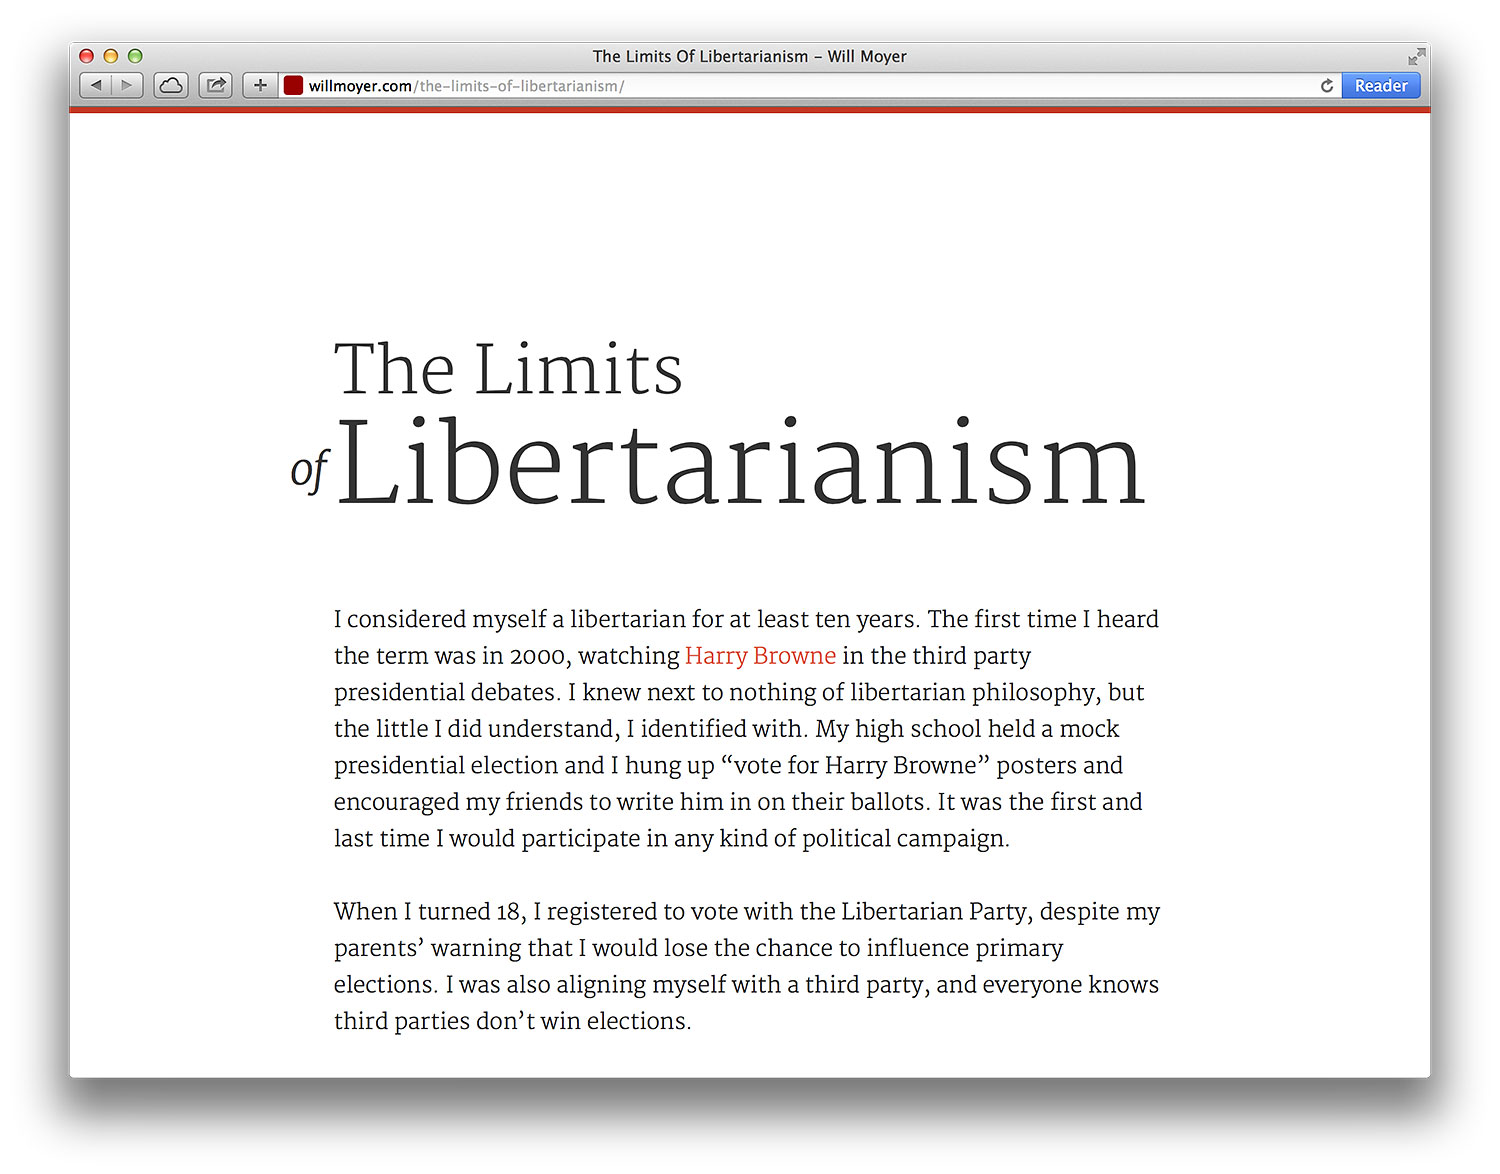 The Limits Of Libertarianism – Will Moyer
willmoyer.com/the-limits-of-libertarianism/
Reader
The Limits
of Libertarianism
I considered myself a libertarian for at least ten years. The first time I heard
the term was in 2000, watching Harry Browne in the third party
presidential debates. I knew next to nothing of libertarian philosophy, but
the little I did understand, I identified with. My high school held a mock
presidential election and I hung up “vote for Harry Browne” posters and
encouraged my friends to write him in on their ballots. It was the first and
last time I would participate in any kind of political campaign.
When I turned 18, I registered to vote with the Libertarian Party, despite my
parents’ warning that I would lose the chance to influence primary
elections. I was also aligning myself with a third party, and everyone knows
third parties don’t win elections.